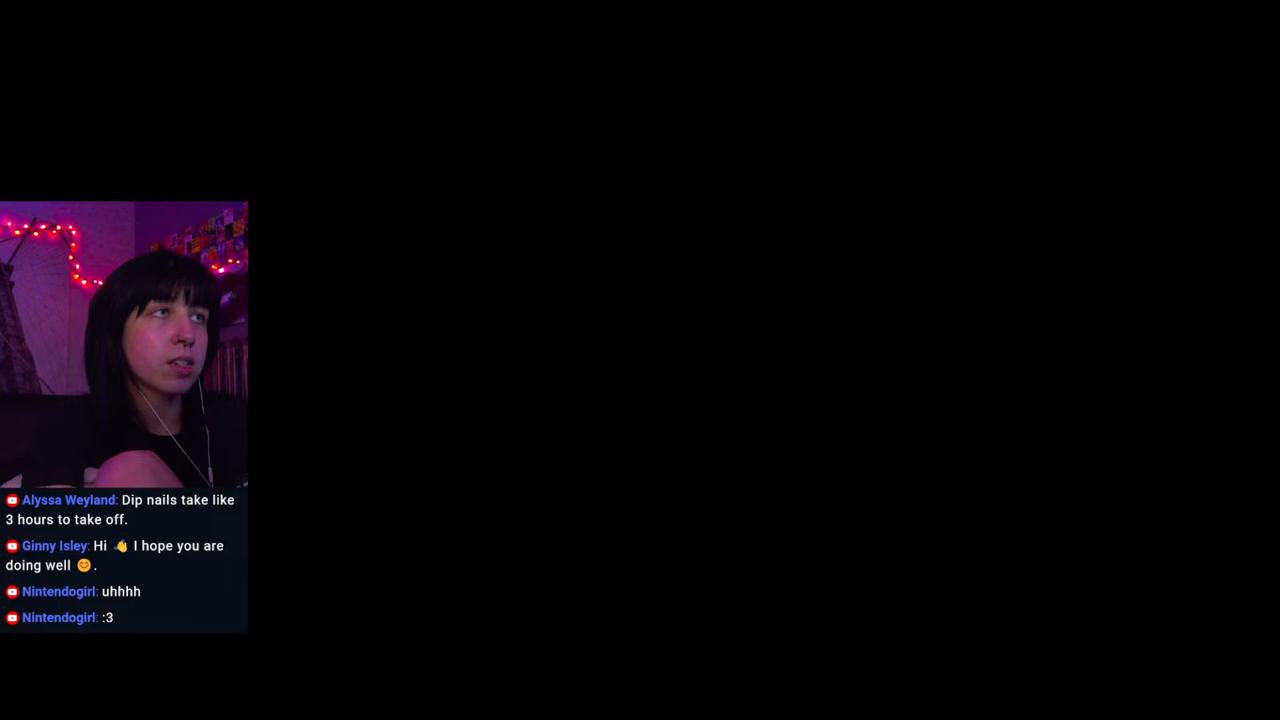 Alyssa Weyland: Dip nails take like
3 hours to take off.
Ginny Isley: Hi 👋 I hope you are
doing well 😊.
Nintendogirl: uhhhh
Nintendogirl: :3